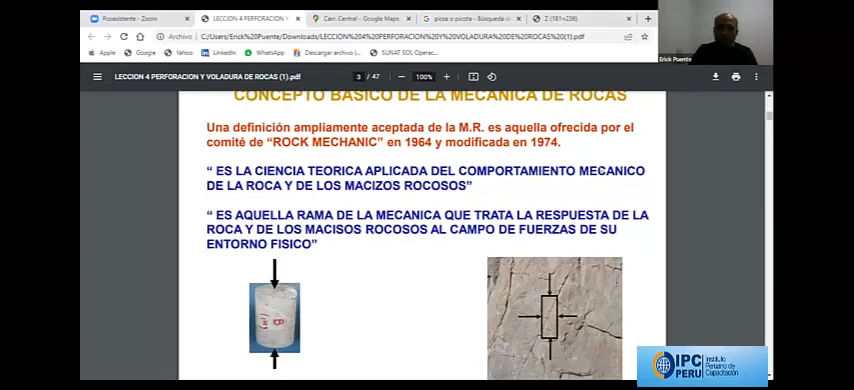 Posasistente - Zoom
LECCION 4 PERFORACION Y V
Carr. Central - Google Maps
picsa o picota - Búsqueda d
Z (181×236)
Archivo
C:/Users/Erick%20Puente/Downloads/LECCION%204%20PERFORACION%20Y%20VOLADURA%20DE%20ROCAS%20(1).pdf
Apple
Google
Yahoo
LinkedIn
WhatsApp
Descargar archivo...
SUNAT SOL Operac...
Erick Puente
LECCION 4 PERFORACION Y VOLADURA DE ROCAS (1).pdf
3 / 47
100%
CONCEPTO BASICO DE LA MECANICA DE ROCAS
Una definición ampliamente aceptada de la M.R. es aquella ofrecida por el
comité de “ROCK MECHANIC” en 1964 y modificada en 1974.
“ ES LA CIENCIA TEORICA APLICADA DEL COMPORTAMIENTO MECANICO
DE LA ROCA Y DE LOS MACIZOS ROCOSOS”
“ ES AQUELLA RAMA DE LA MECANICA QUE TRATA LA RESPUESTA DE LA
ROCA Y DE LOS MACISOS ROCOSOS AL CAMPO DE FUERZAS DE SU
ENTORNO FISICO”
IPC
PERU
Instituto
Peruano de
Capacitación